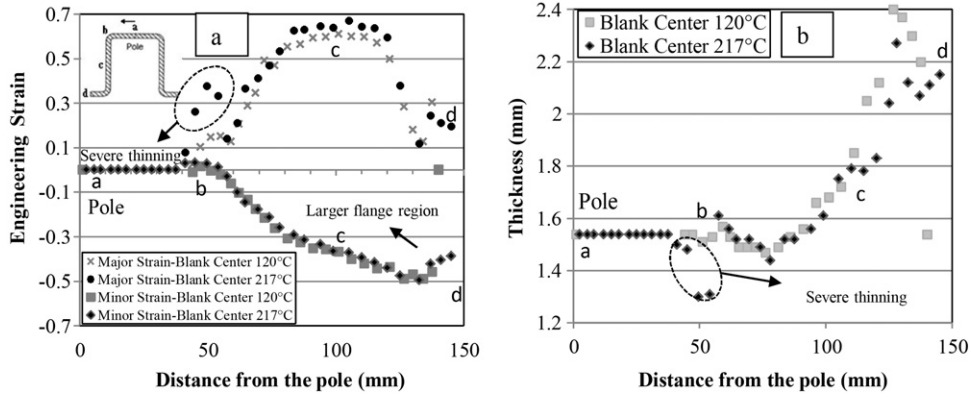 0.7
0.5
0.3
0.1
-0.1
-0.3
-0.5
-0.7
Engineering Strain
a
b
a
Pole
c
d
Severe thinning
a
b
c
c
d
d
Pole
Larger flange region
Major Strain-Blank Center 120°C
Major Strain-Blank Center 217°C
Minor Strain-Blank Center 120°C
Minor Strain-Blank Center 217°C
0
50
100
150
Distance from the pole (mm)
2.4
2.2
2
1.8
1.6
1.4
1.2
Thickness (mm)
Blank Center 120°C
Blank Center 217°C
b
d
Pole
a
b
c
Severe thinning
0
50
100
150
Distance from the pole (mm)